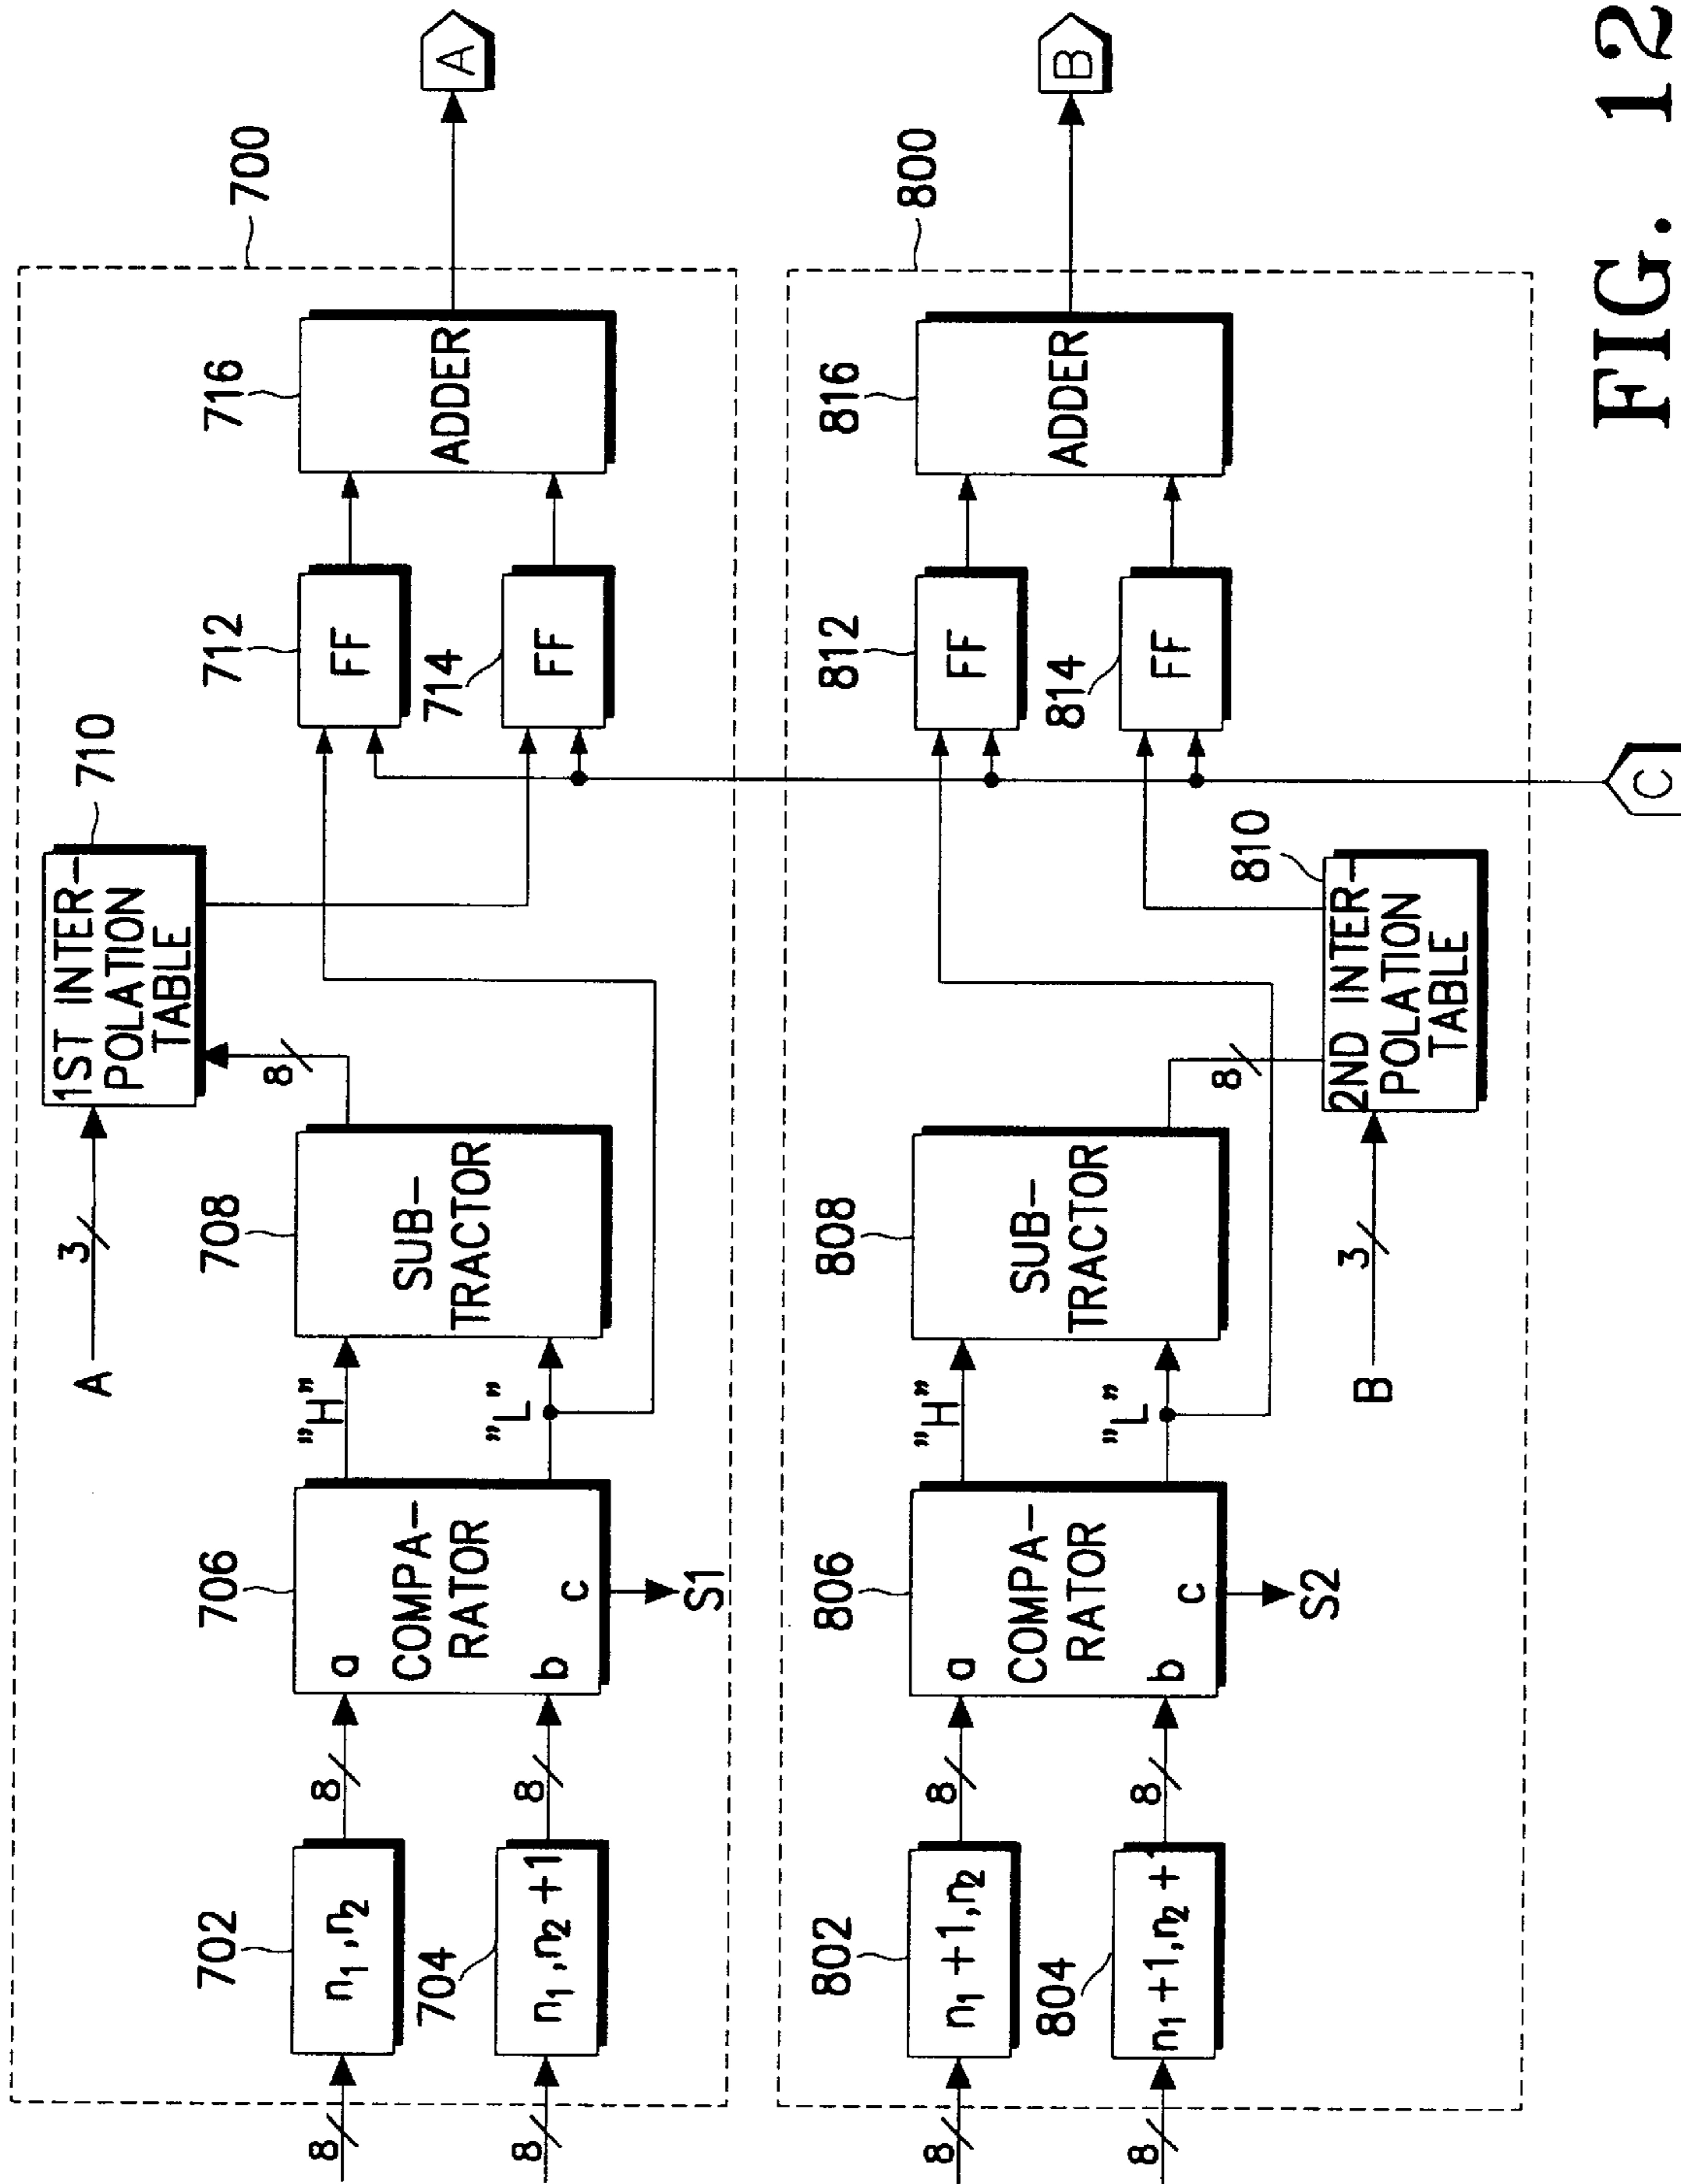 700
A
3
1ST INTER-
POLATION
TABLE
710
8
702
n1,n2
8
8
704
n1,n2+1
8
8
706
a
COMPA-
RATOR
b
c
S1
"H"
"L"
708
SUB-
TRACTOR
712
FF
714
FF
716
ADDER
A
800
802
n1+1,n2
8
8
804
n1+1,n2+1
8
8
806
a
COMPA-
RATOR
b
c
S2
"H"
"L"
808
SUB-
TRACTOR
8
B
3
2ND INTER-
POLATION
TABLE
810
812
FF
814
FF
816
ADDER
B
C
FIG. 12